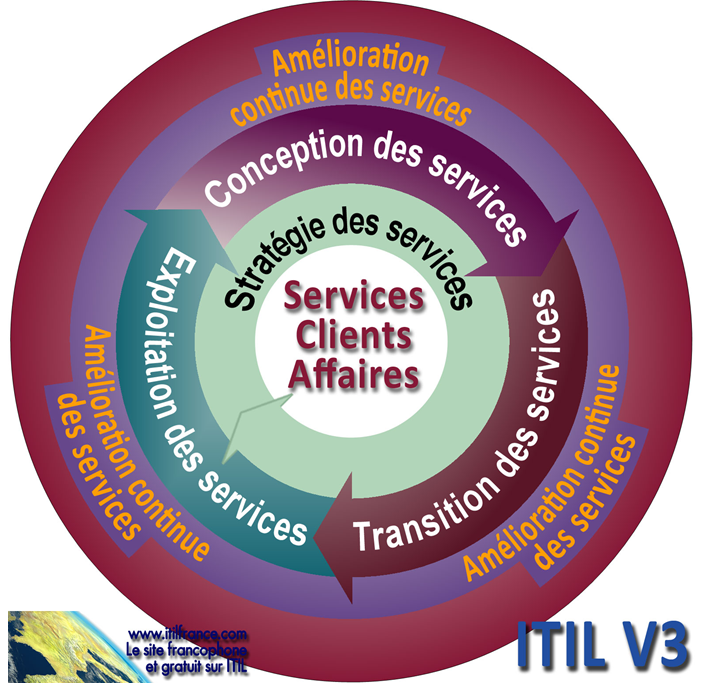 Amélioration
continue des services
Conception des services
Stratégie des services
Services
Clients
Affaires
Exploitation des services
Transition des services
Amélioration continue
des services
Amélioration continue
des services
www.itilfrance.com
Le site francophone
et gratuit sur ITIL
ITIL V3